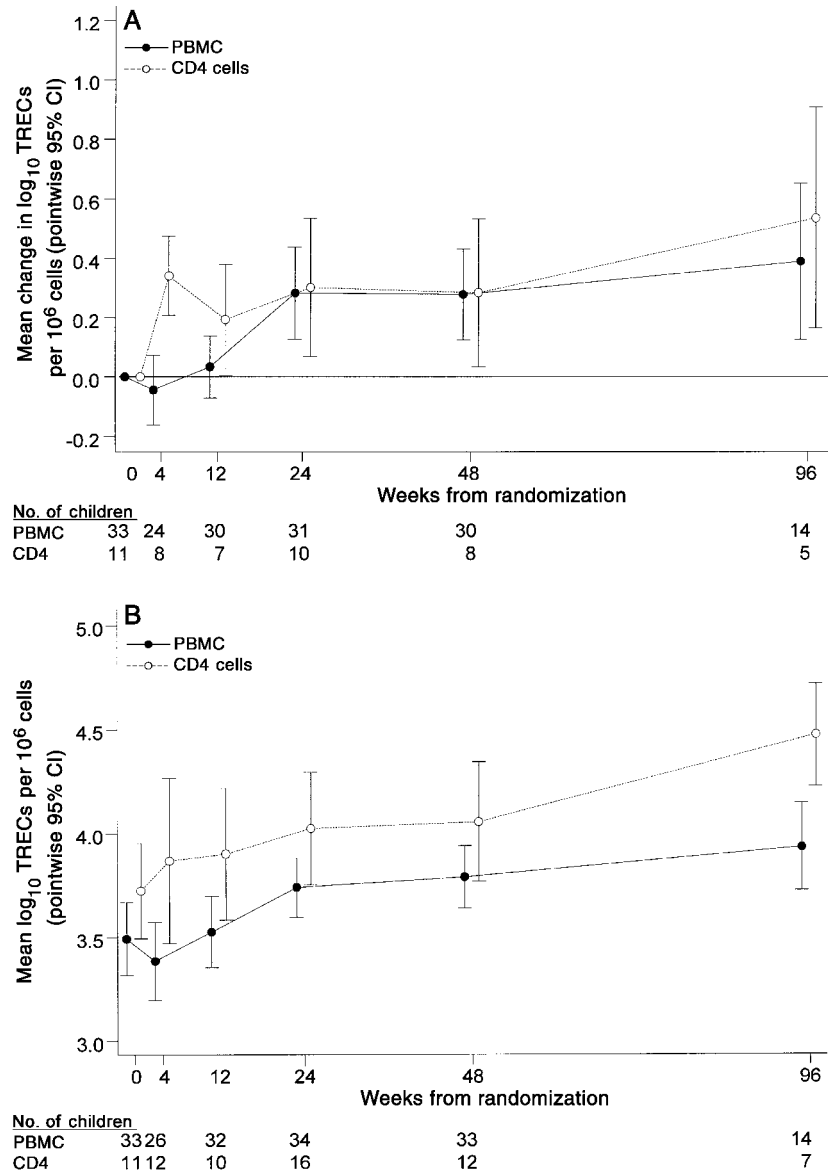 A
PBMC
CD4 cells
Mean change in log10 TRECs
per 10⁶ cells (pointwise 95% CI)
1.2
1.0
0.8
0.6
0.4
0.2
0.0
-0.2
0 4 12 24 48 96
Weeks from randomization
No. of children
PBMC 33 24 30 31 30 14
CD4 11 8 7 10 8 5
B
PBMC
CD4 cells
Mean log10 TRECs per 10⁶ cells
(pointwise 95% CI)
5.0
4.5
4.0
3.5
3.0
0 4 12 24 48 96
Weeks from randomization
No. of children
PBMC 33 26 32 34 33 14
CD4 11 12 10 16 12 7